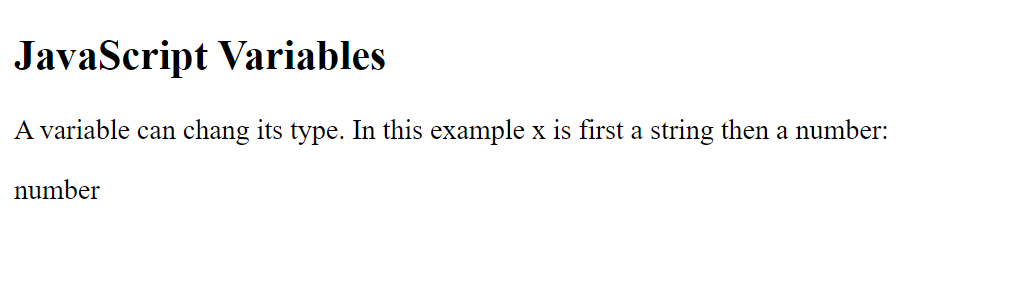 JavaScript Variables
A variable can chang its type. In this example x is first a string then a number:
number